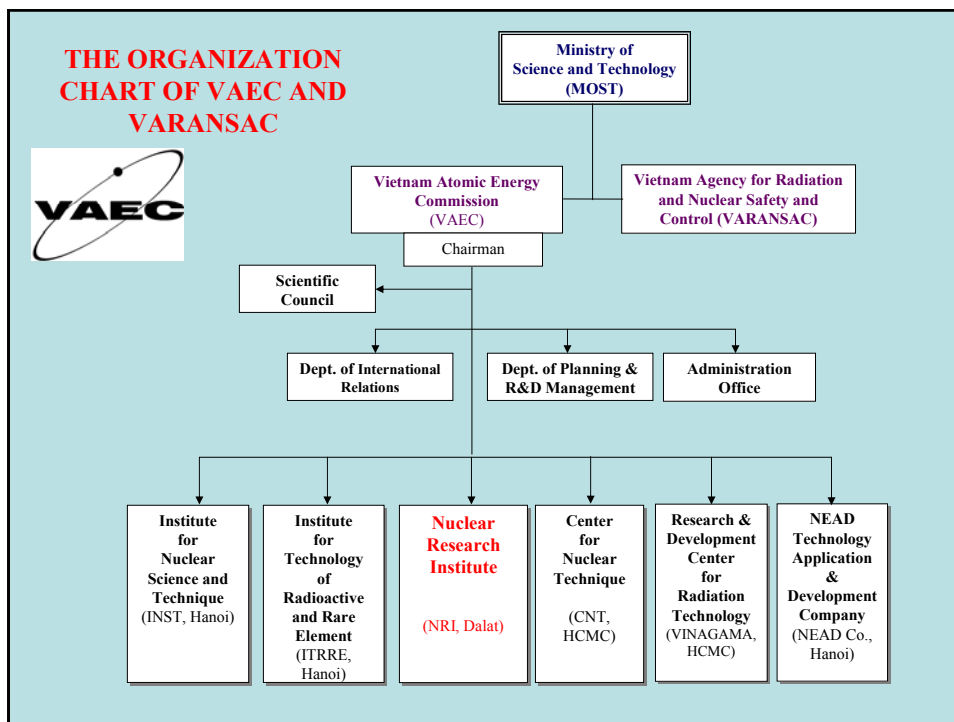 THE ORGANIZATION
CHART OF VAEC AND
VARANSAC
VAEC
Ministry of
Science and Technology
(MOST)
Vietnam Atomic Energy
Commission
(VAEC)
Vietnam Agency for Radiation
and Nuclear Safety and
Control (VARANSAC)
Chairman
Scientific
Council
Dept. of International
Relations
Dept. of Planning &
R&D Management
Administration
Office
Institute
for
Nuclear
Science and
Technique
(INST, Hanoi)
Institute
for
Technology
of
Radioactive
and Rare
Element
(ITRRE,
Hanoi)
Nuclear
Research
Institute
(NRI, Dalat)
Center
for
Nuclear
Technique
(CNT,
HCMC)
Research &
Development
Center
for
Radiation
Technology
(VINAGAMA,
HCMC)
NEAD
Technology
Application
&
Development
Company
(NEAD Co.,
Hanoi)